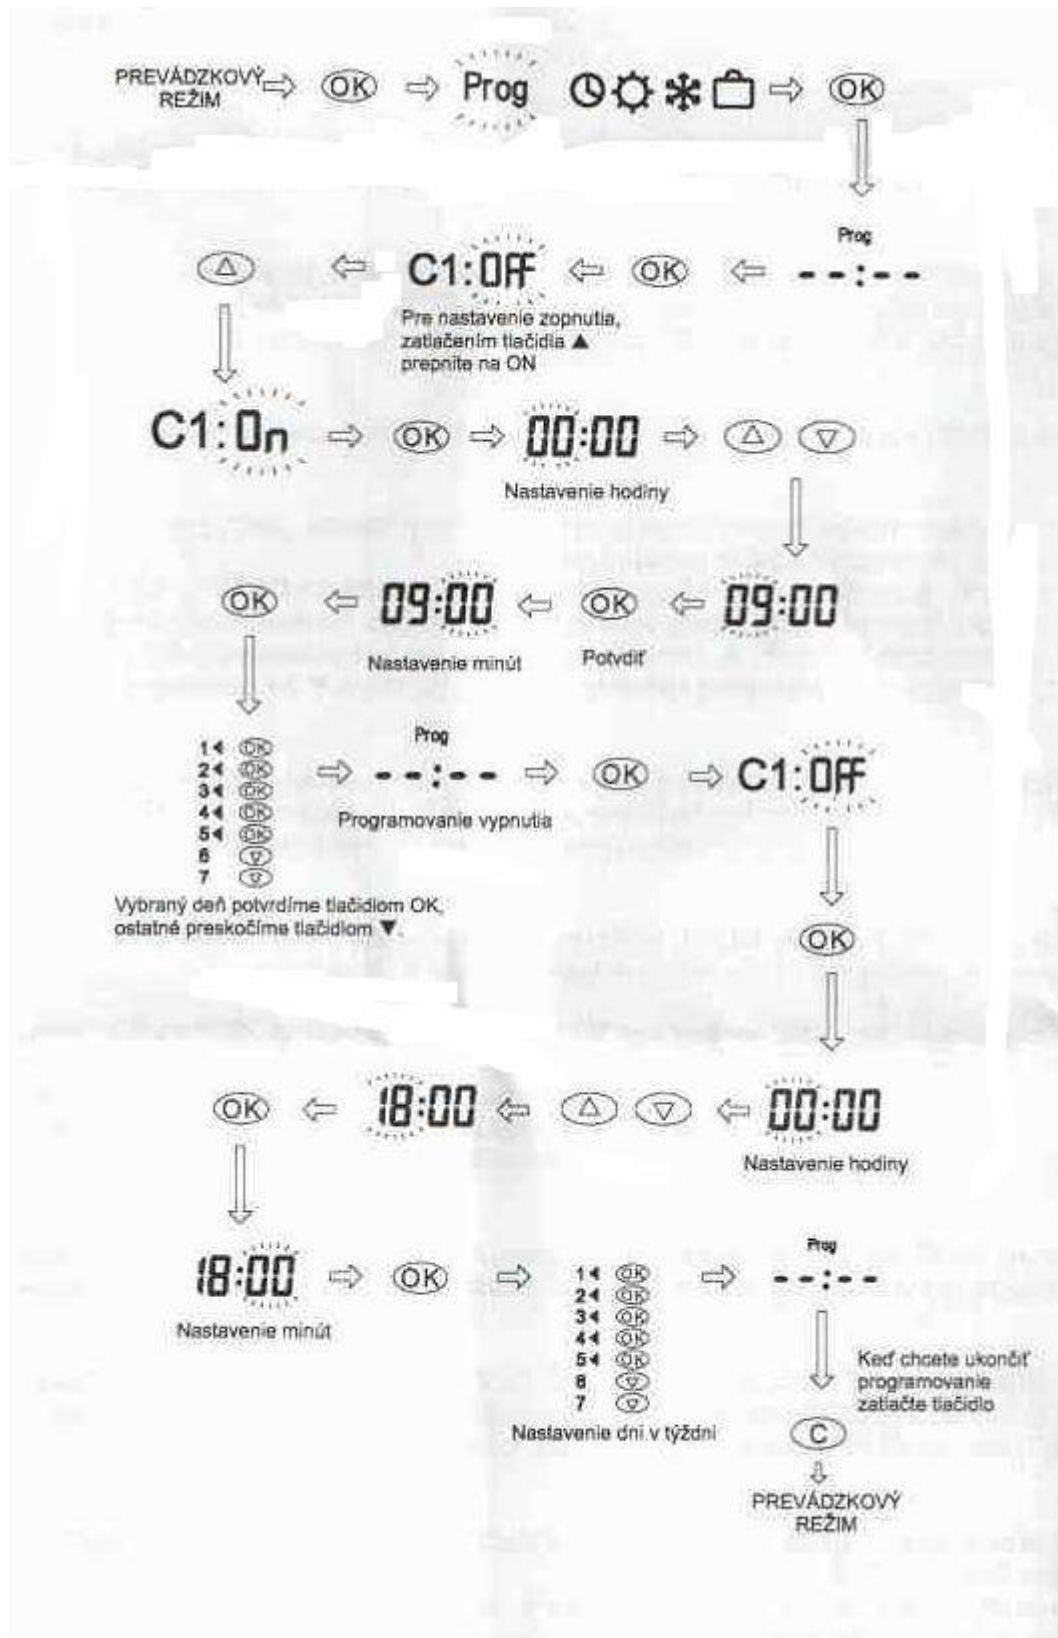 PREVÁDZKOVÝ
REŽIM
OK
Prog
OK
Prog
--:--
OK
C1:OFF
Pre nastavenie zopnutia,
zatlačením tlačidla ▲
prepnite na ON
C1:On
OK
00:00
Nastavenie hodiny
09:00
OK
Potvdiť
09:00
Nastavenie minút
OK
1 OK
2 OK
3 OK
4 OK
5 OK
6
7
Vybraný deň potvrdíme tlačidlom OK,
ostatné preskočíme tlačidlom ▼.
Prog
--:--
Programovanie vypnutia
OK
C1:OFF
OK
00:00
Nastavenie hodiny
18:00
OK
18:00
Nastavenie minút
OK
1 OK
2 OK
3 OK
4 OK
5 OK
6
7
Nastavenie dni v týždni
Prog
--:--
Keď chcete ukončiť
programovanie
zatlačte tlačidlo
C
PREVÁDZKOVÝ
REŽIM